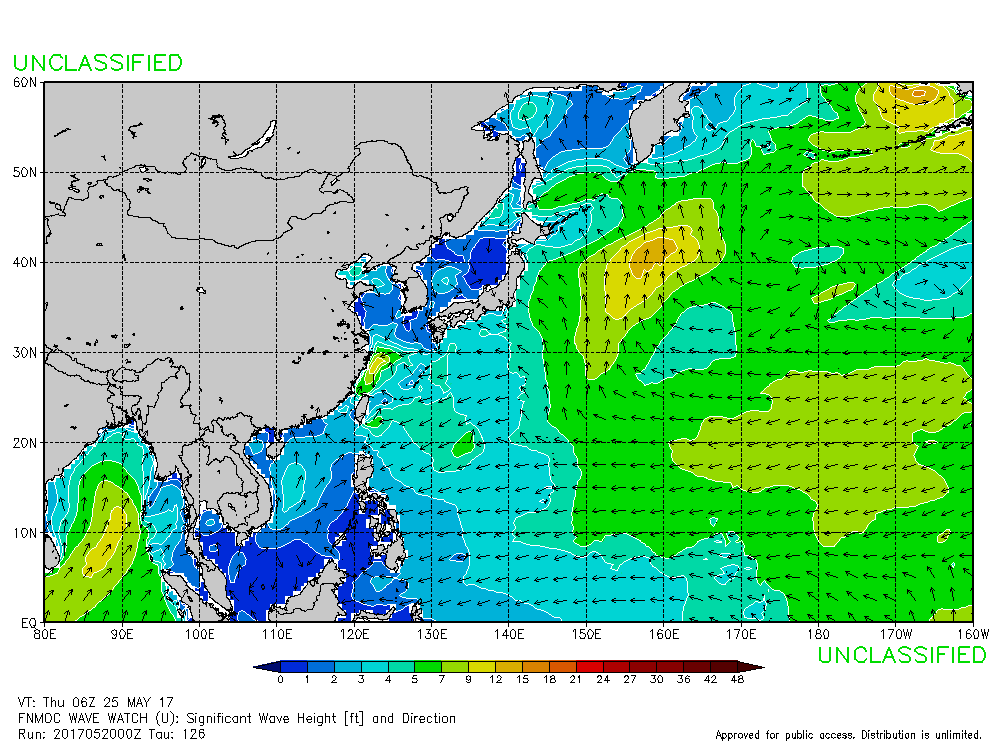 UNCLASSIFIED
60N
50N
40N
30N
20N
10N
EQ
80E 90E 100E 110E 120E 130E 140E 150E 160E 170E 180 170W 160W
UNCLASSIFIED
0 1 2 3 4 5 7 9 12 15 18 21 24 27 30 36 42 48
VT: Thu 06Z 25 MAY 17
FNMOC WAVE WATCH (U): Significant Wave Height [ft] and Direction
Run: 2017052000Z Tau: 126
Approved for public access. Distribution is unlimited.